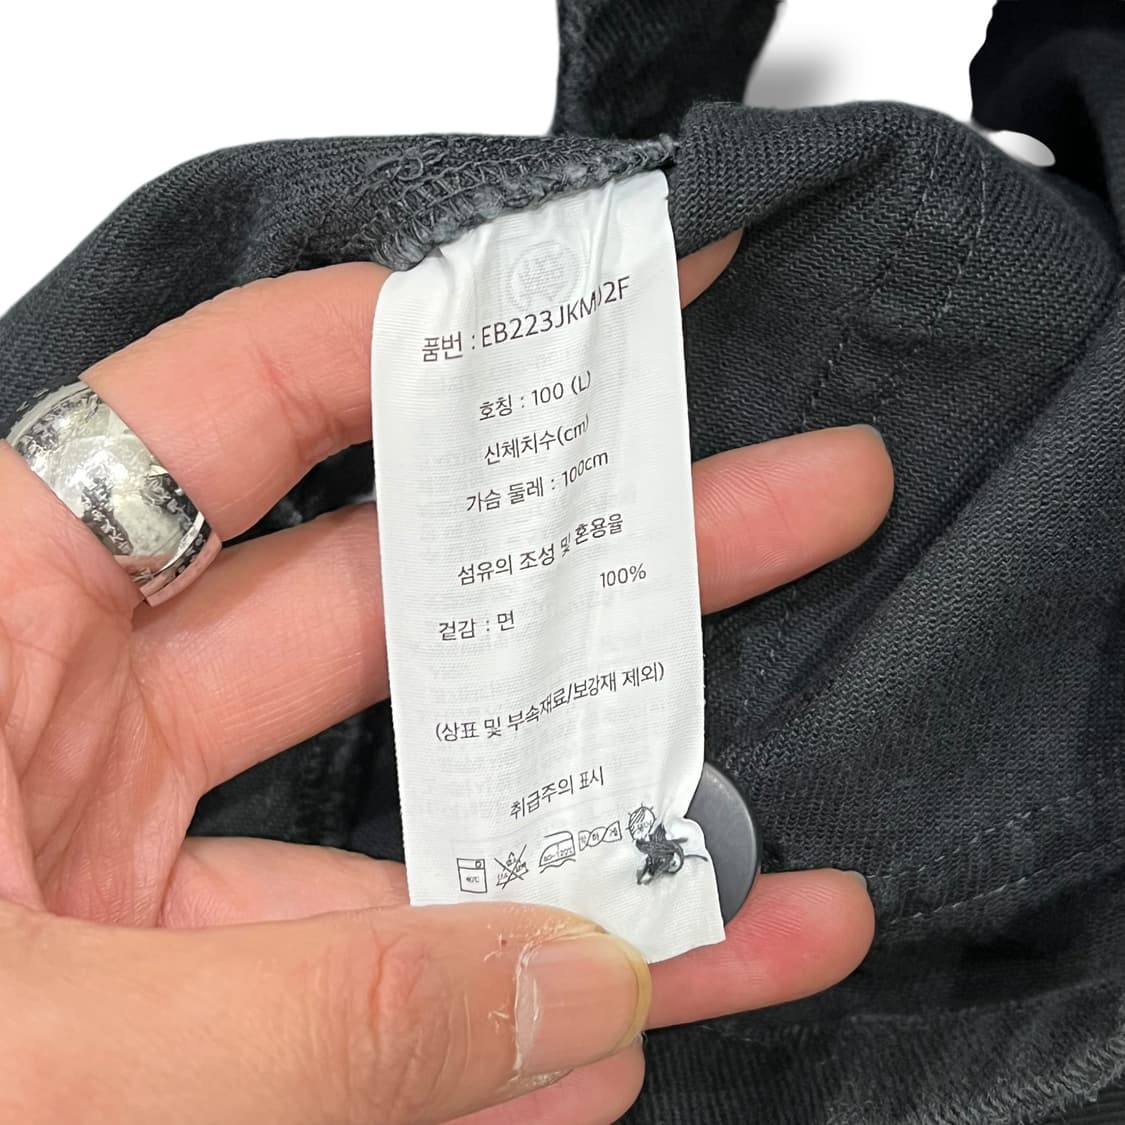 품번 : EB223JKM02F
호칭 : 100 (L)
신체치수(cm)
가슴 둘레 : 100cm
섬유의 조성 및 혼용율
100%
겉감 : 면
(상표 및 부속재료/보강재 제외)
취급주의 표시